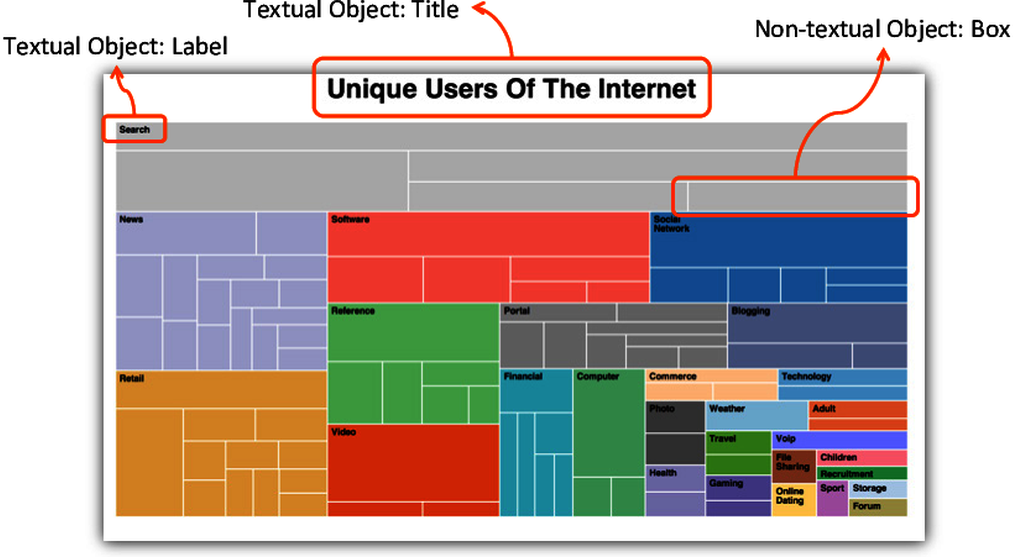 Textual Object: Title
Non-textual Object: Box
Textual Object: Label
Unique Users Of The Internet
Search
News
Software
Social
Network
Reference
Portal
Blogging
Retail
Financial
Computer
Commerce
Technology
Photo
Weather
Adult
Video
Travel
Voip
File
Sharing
Children
Health
Recruitment
Gaming
Online
Dating
Sport
Storage
Forum